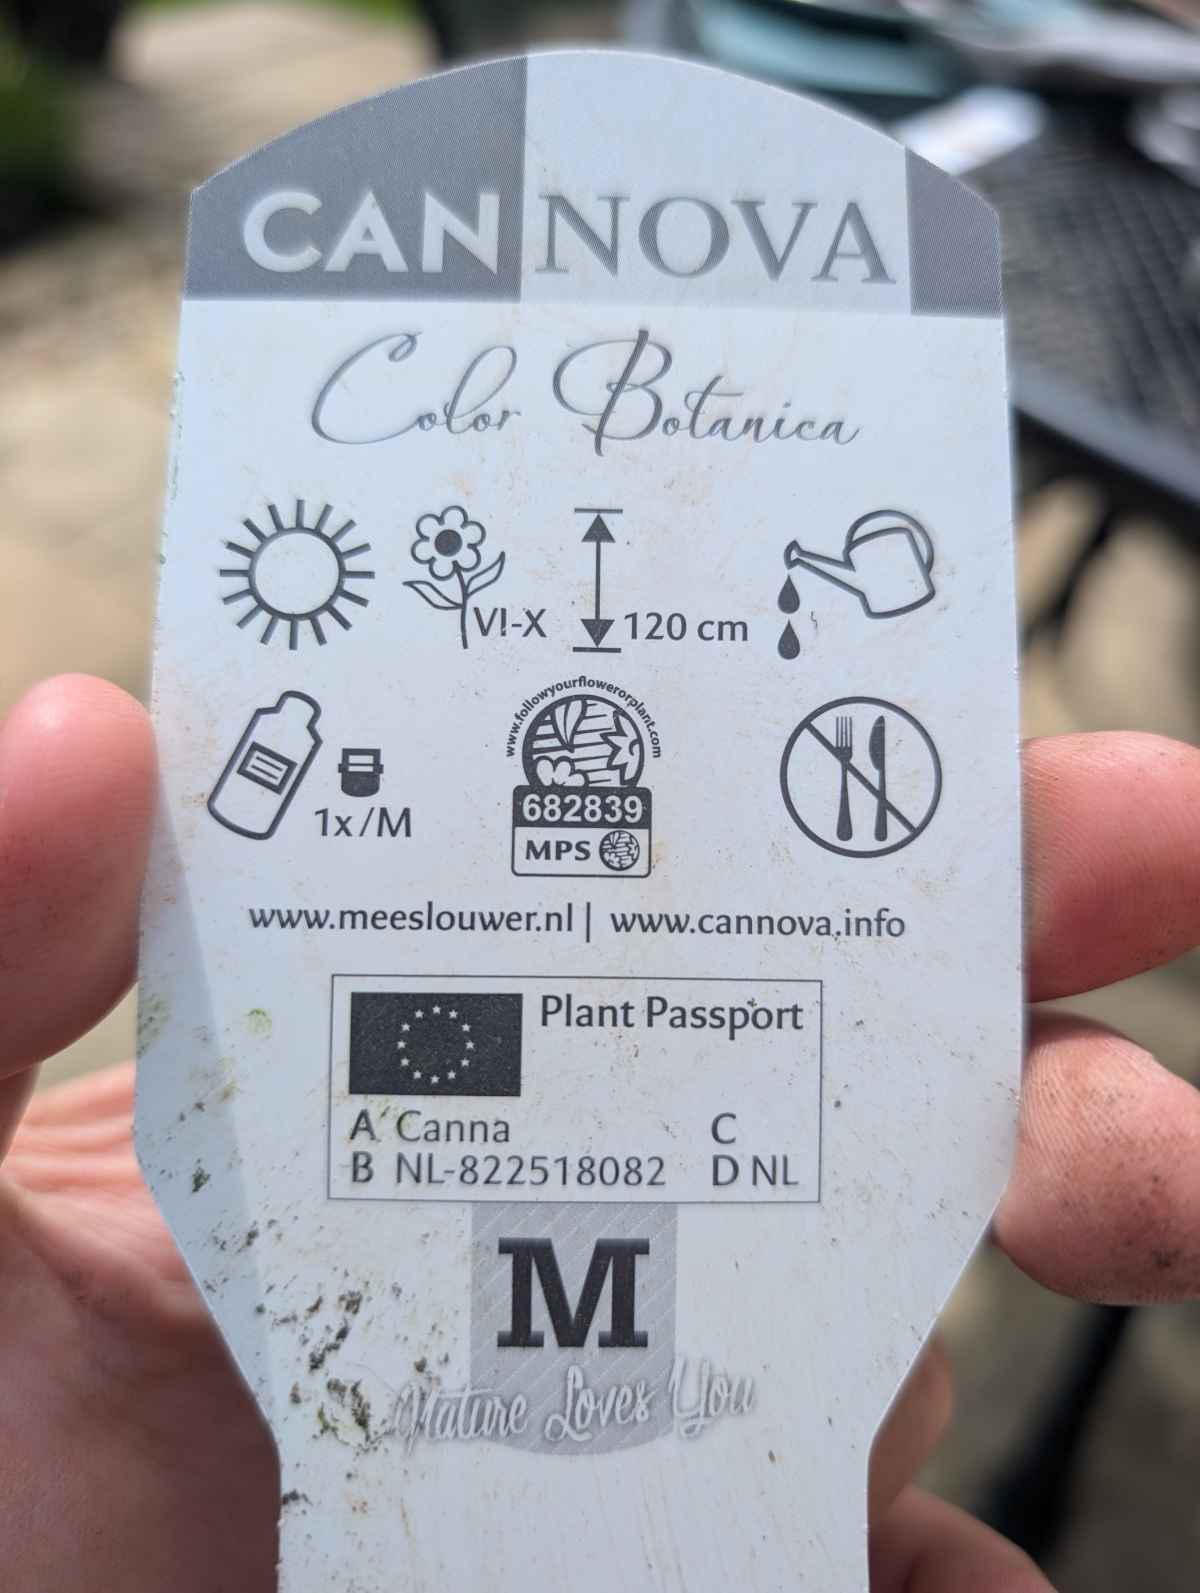 CANNOVA
Color Botanica
VI-X
120 cm
1x/M
www.followyourflowerorplant.com
682839
MPS
www.meeslouwer.nl | www.cannova.info
Plant Passport
A Canna C
B NL-822518082 D NL
M
Nature Loves You